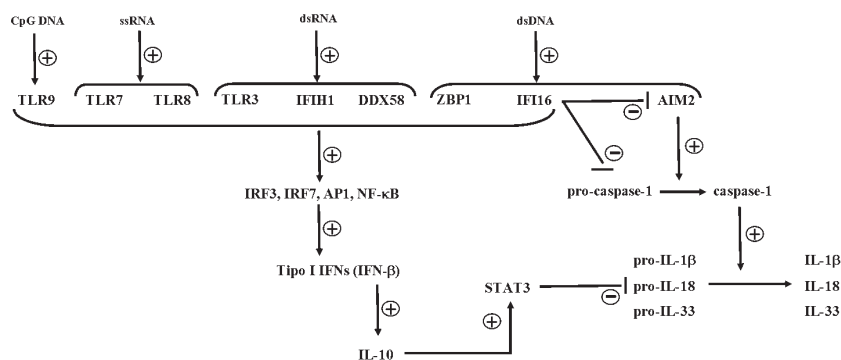 CpG DNA ssRNA dsRNA dsDNA
+ + + +
TLR9 TLR7 TLR8 TLR3 IFIH1 DDX58 ZBP1 IFI16 AIM2
−
+ − +
IRF3, IRF7, AP1, NF-κB pro-caspase-1 caspase-1
+ +
Tipo I IFNs (IFN-β) pro-IL-1β IL-1β
STAT3 pro-IL-18 IL-18
−
+ + pro-IL-33 IL-33
IL-10